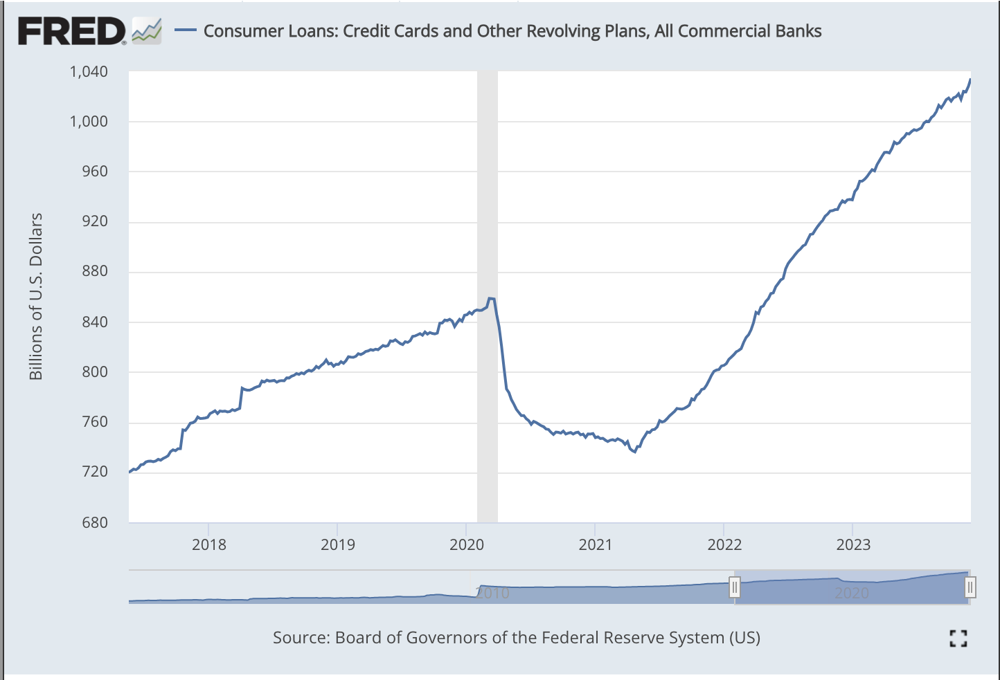 FRED
Consumer Loans: Credit Cards and Other Revolving Plans, All Commercial Banks
1,040
1,000
960
920
880
840
800
760
720
680
Billions of U.S. Dollars
2018 2019 2020 2021 2022 2023
2010 2020
Source: Board of Governors of the Federal Reserve System (US)